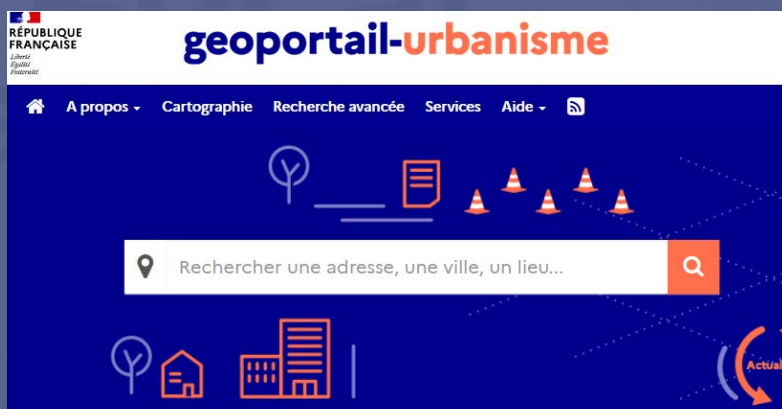 RÉPUBLIQUE
FRANÇAISE
Liberté
Égalité
Fraternité
geoportail-urbanisme
A propos
Cartographie
Recherche avancée
Services
Aide
Rechercher une adresse, une ville, un lieu...
Actual